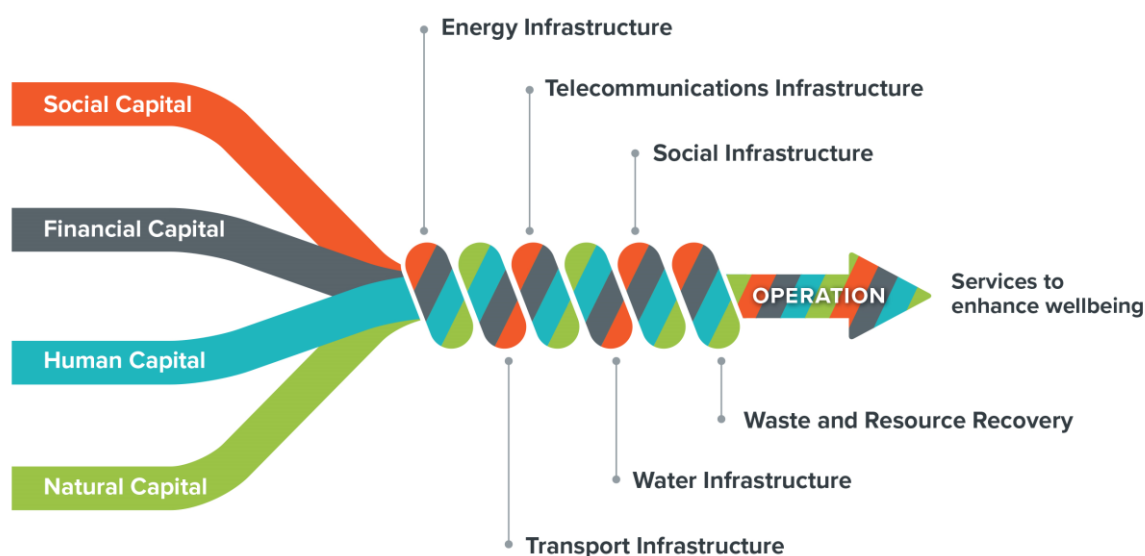 Energy Infrastructure
Telecommunications Infrastructure
Social Infrastructure
Social Capital
Financial Capital
Human Capital
Natural Capital
OPERATION
Services to
enhance wellbeing
Waste and Resource Recovery
Water Infrastructure
Transport Infrastructure